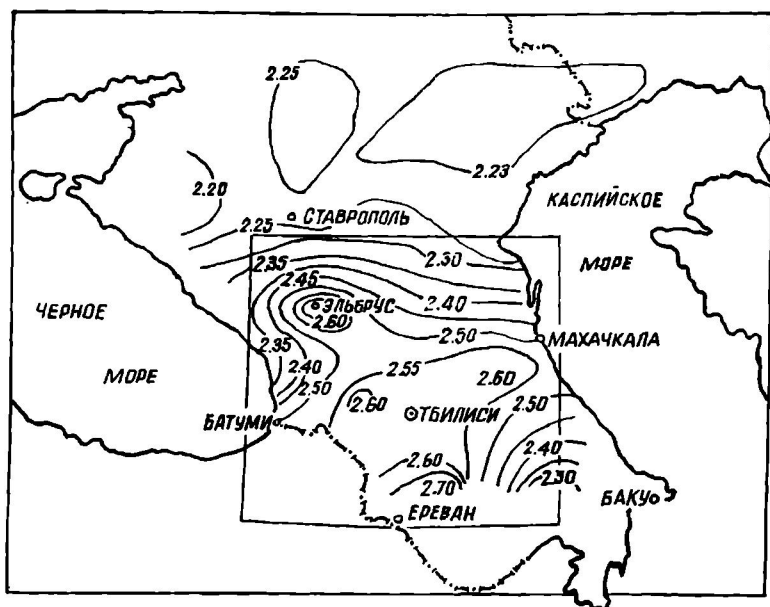 2.25
2.20
2.23
КАСПИЙСКОЕ
МОРЕ
2.25
СТАВРОПОЛЬ
2.35
2.30
2.45
2.40
ЭЛЬБРУС
2.60
ЧЕРНОЕ
МОРЕ
2.50
МАХАЧКАЛА
2.35
2.40
2.50
2.55
2.60
2.60
ТБИЛИСИ
2.50
БАТУМИ
2.40
2.60
2.70
2.30
БАКУ
ЕРЕВАН